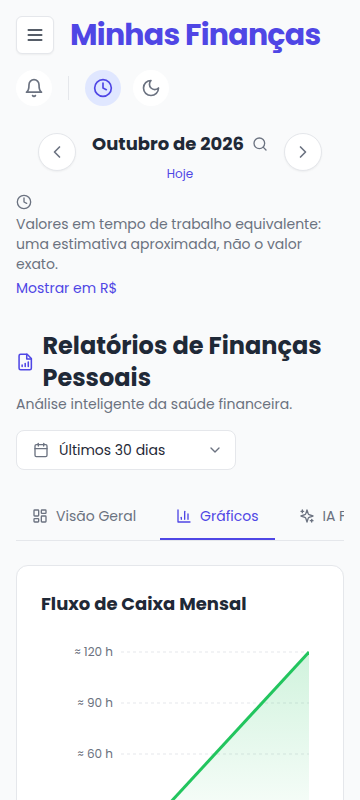 Minhas Finanças
Outubro de 2026
Hoje
Valores em tempo de trabalho equivalente:
uma estimativa aproximada, não o valor
exato.
Mostrar em R$
Relatórios de Finanças
Pessoais
Análise inteligente da saúde financeira.
Últimos 30 dias
Visão Geral
Gráficos
IA
Fluxo de Caixa Mensal
≈ 120 h
≈ 90 h
≈ 60 h